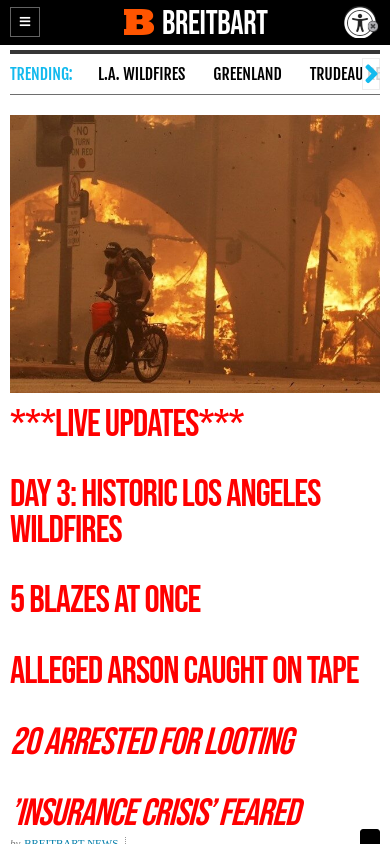 B BREITBART
TRENDING:
L.A. WILDFIRES
GREENLAND
TRUDEAU
NO
TURN
ON RED
***LIVE UPDATES***
DAY 3: HISTORIC LOS ANGELES
WILDFIRES
5 BLAZES AT ONCE
ALLEGED ARSON CAUGHT ON TAPE
20 ARRESTED FOR LOOTING
'INSURANCE CRISIS' FEARED
by BREITBART NEWS